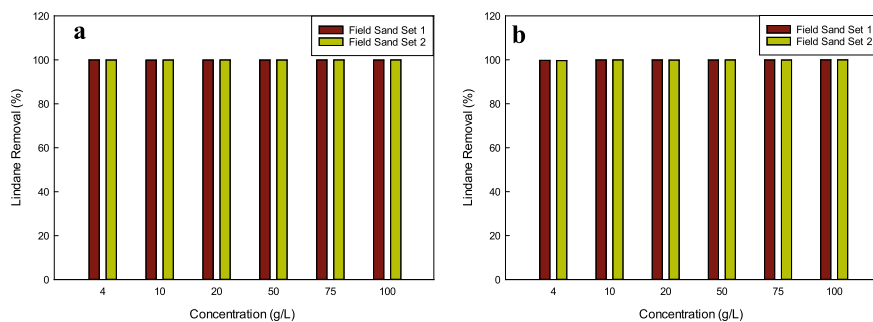 a
Field Sand Set 1
Field Sand Set 2
Lindane Removal (%)
120
100
80
60
40
20
0
4 10 20 50 75 100
Concentration (g/L)
b
Field Sand Set 1
Field Sand Set 2
Lindane Removal (%)
120
100
80
60
40
20
0
4 10 20 50 75 100
Concentration (g/L)